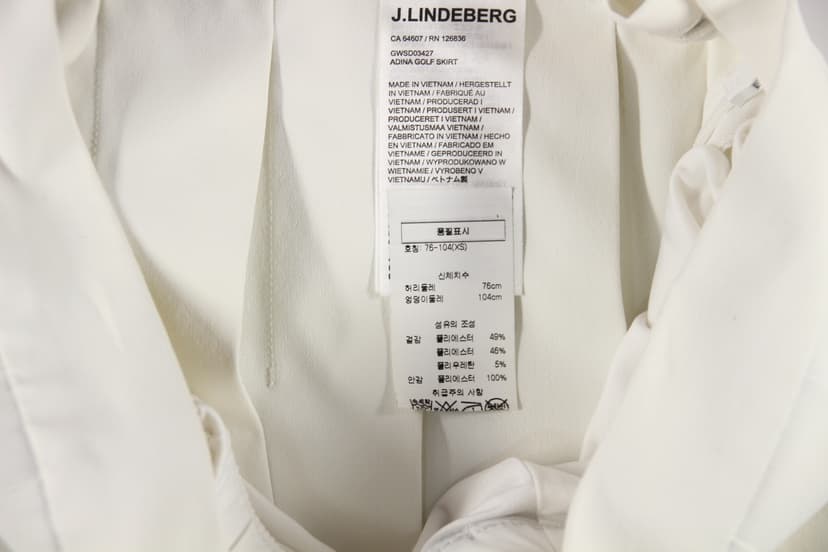 J.LINDEBERG
CA 64607 / RN 126836
GWSD03427
ADINA GOLF SKIRT
MADE IN VIETNAM / HERGESTELLT
IN VIETNAM / FABRIQUÉ AU
VIETNAM / PRODUCERAD I
VIETNAM / PRODUSERT I VIETNAM /
PRODUCERET I VIETNAM /
VALMISTUSMAA VIETNAM /
FABBRICATO IN VIETNAM / HECHO
EN VIETNAM / FABRICADO EM
VIETNAME / GEPRODUCEERD IN
VIETNAM / WYPRODUKOWANO W
WIETNAMIE / VYROBENO V
VIETNAMU / ベトナム製
품질표시
호칭: 76-104(XS)
신체치수
허리둘레 76cm
엉덩이둘레 104cm
섬유의 조성
겉감 폴리에스터 49%
폴리에스터 46%
폴리우레탄 5%
안감 폴리에스터 100%
취급주의 사항